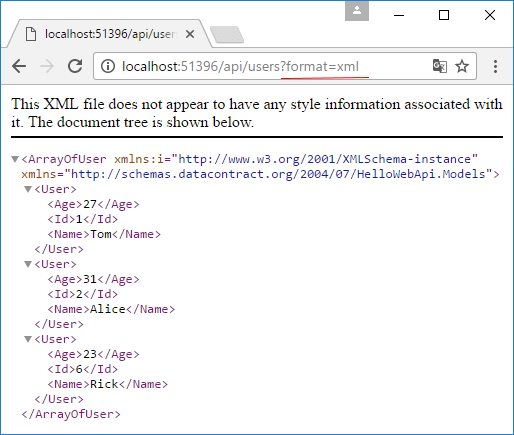 localhost:51396/api/user
localhost:51396/api/users?format=xml
This XML file does not appear to have any style information associated with
it. The document tree is shown below.
<ArrayOfUser xmlns:i="http://www.w3.org/2001/XMLSchema-instance"
xmlns="http://schemas.datacontract.org/2004/07/HelloWebApi.Models">
<User>
<Age>27</Age>
<Id>1</Id>
<Name>Tom</Name>
</User>
<User>
<Age>31</Age>
<Id>2</Id>
<Name>Alice</Name>
</User>
<User>
<Age>23</Age>
<Id>6</Id>
<Name>Rick</Name>
</User>
</ArrayOfUser>